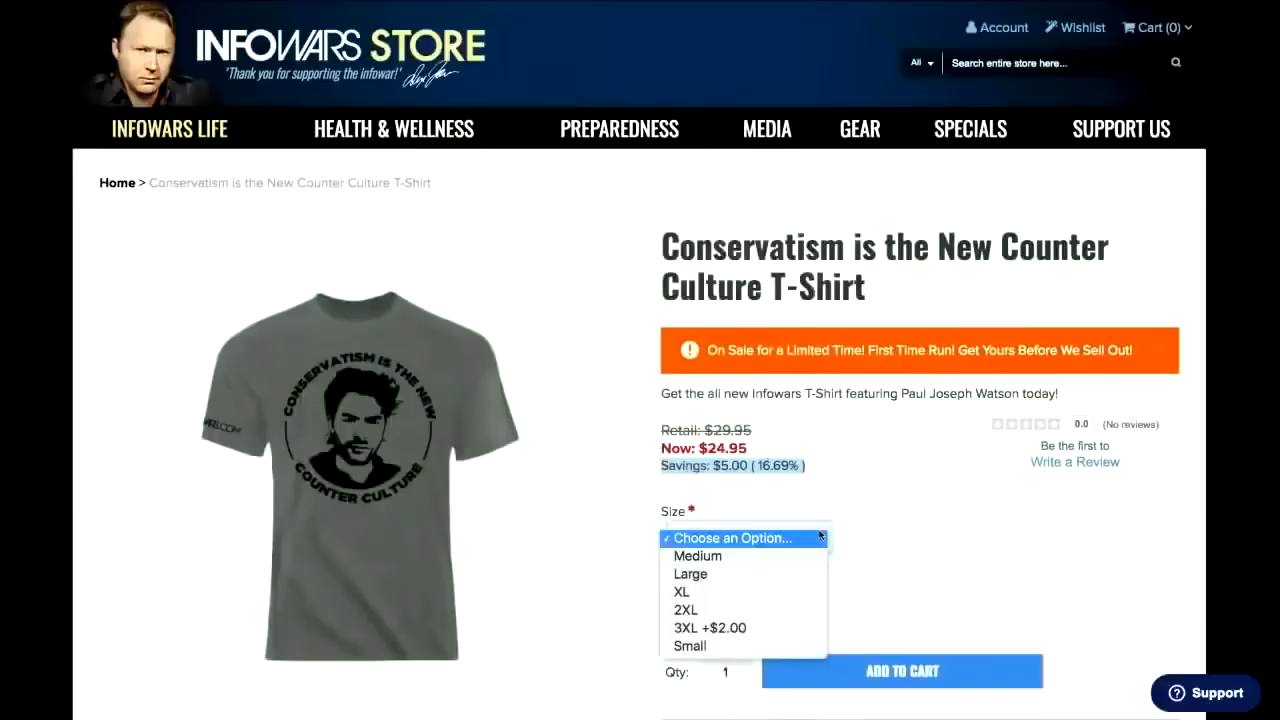 INFOWARS STORE
'Thank you for supporting the infowar!'
Account
Wishlist
Cart (0)
All
Search entire store here...
INFOWARS LIFE
HEALTH & WELLNESS
PREPAREDNESS
MEDIA
GEAR
SPECIALS
SUPPORT US
Home > Conservatism is the New Counter Culture T-Shirt
CONSERVATISM IS THE NEW
COUNTER CULTURE
Conservatism is the New Counter
Culture T-Shirt
On Sale for a Limited Time! First Time Run! Get Yours Before We Sell Out!
Get the all new Infowars T-Shirt featuring Paul Joseph Watson today!
Retail: $29.95
Now: $24.95
Savings: $5.00 ( 16.69% )
0.0 (No reviews)
Be the first to
Write a Review
Size *
✓ Choose an Option...
Medium
Large
XL
2XL
3XL +$2.00
Small
Qty: 1
ADD TO CART
Support